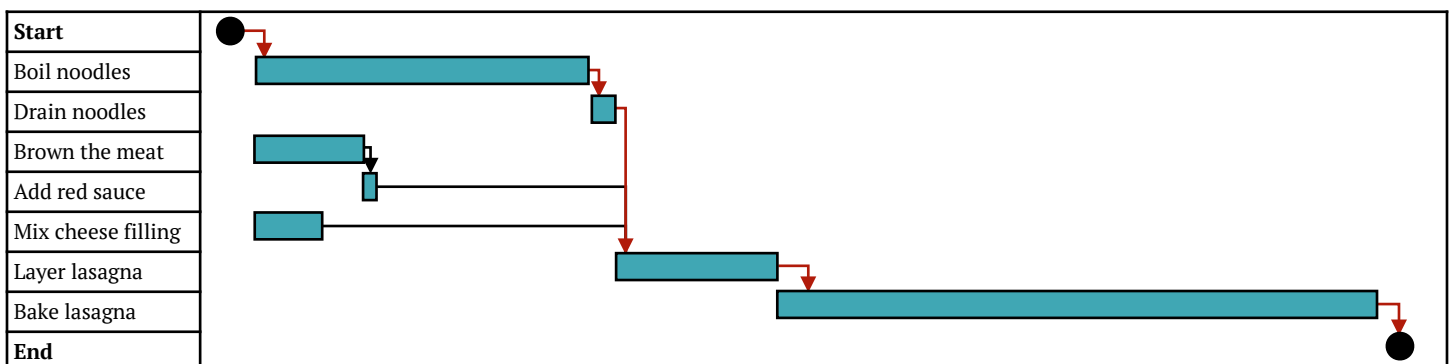 Start
Boil noodles
Drain noodles
Brown the meat
Add red sauce
Mix cheese filling
Layer lasagna
Bake lasagna
End